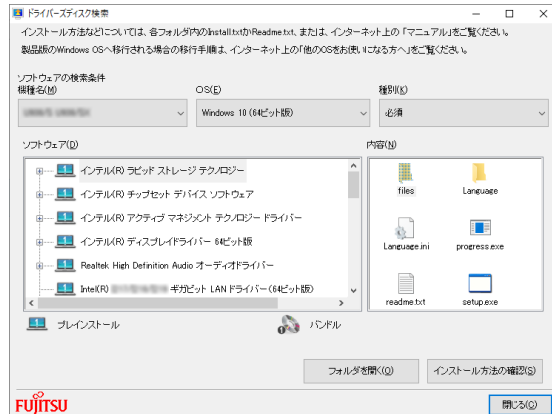 ドライバーズディスク検索
インストール方法などについては、各フォルダ内のInstall.txtかReadme.txt、または、インターネット上の「マニュアル」をご覧ください。
製品版のWindows OSへ移行される場合の移行手順は、インターネット上の「他のOSをお使いになる方へ」をご覧ください。
ソフトウェアの検索条件
機種名(M) OS(E) 種別(K)
Windows 10 (64ビット版) 必須
ソフトウェア(D) 内容(N)
インテル(R) ラピッド ストレージ テクノロジー
インテル(R) チップセット デバイス ソフトウェア
インテル(R) アクティブ マネジメント テクノロジー ドライバー
インテル(R) ディスプレイドライバー 64ビット版
Realtek High Definition Audio オーディオドライバー
Intel(R) ギガビット LAN ドライバー(64ビット版)
files Language
Language.ini progress.exe
readme.txt setup.exe
プレインストール バンドル
フォルダを開く(O) インストール方法の確認(S)
FUJITSU 閉じる(C)